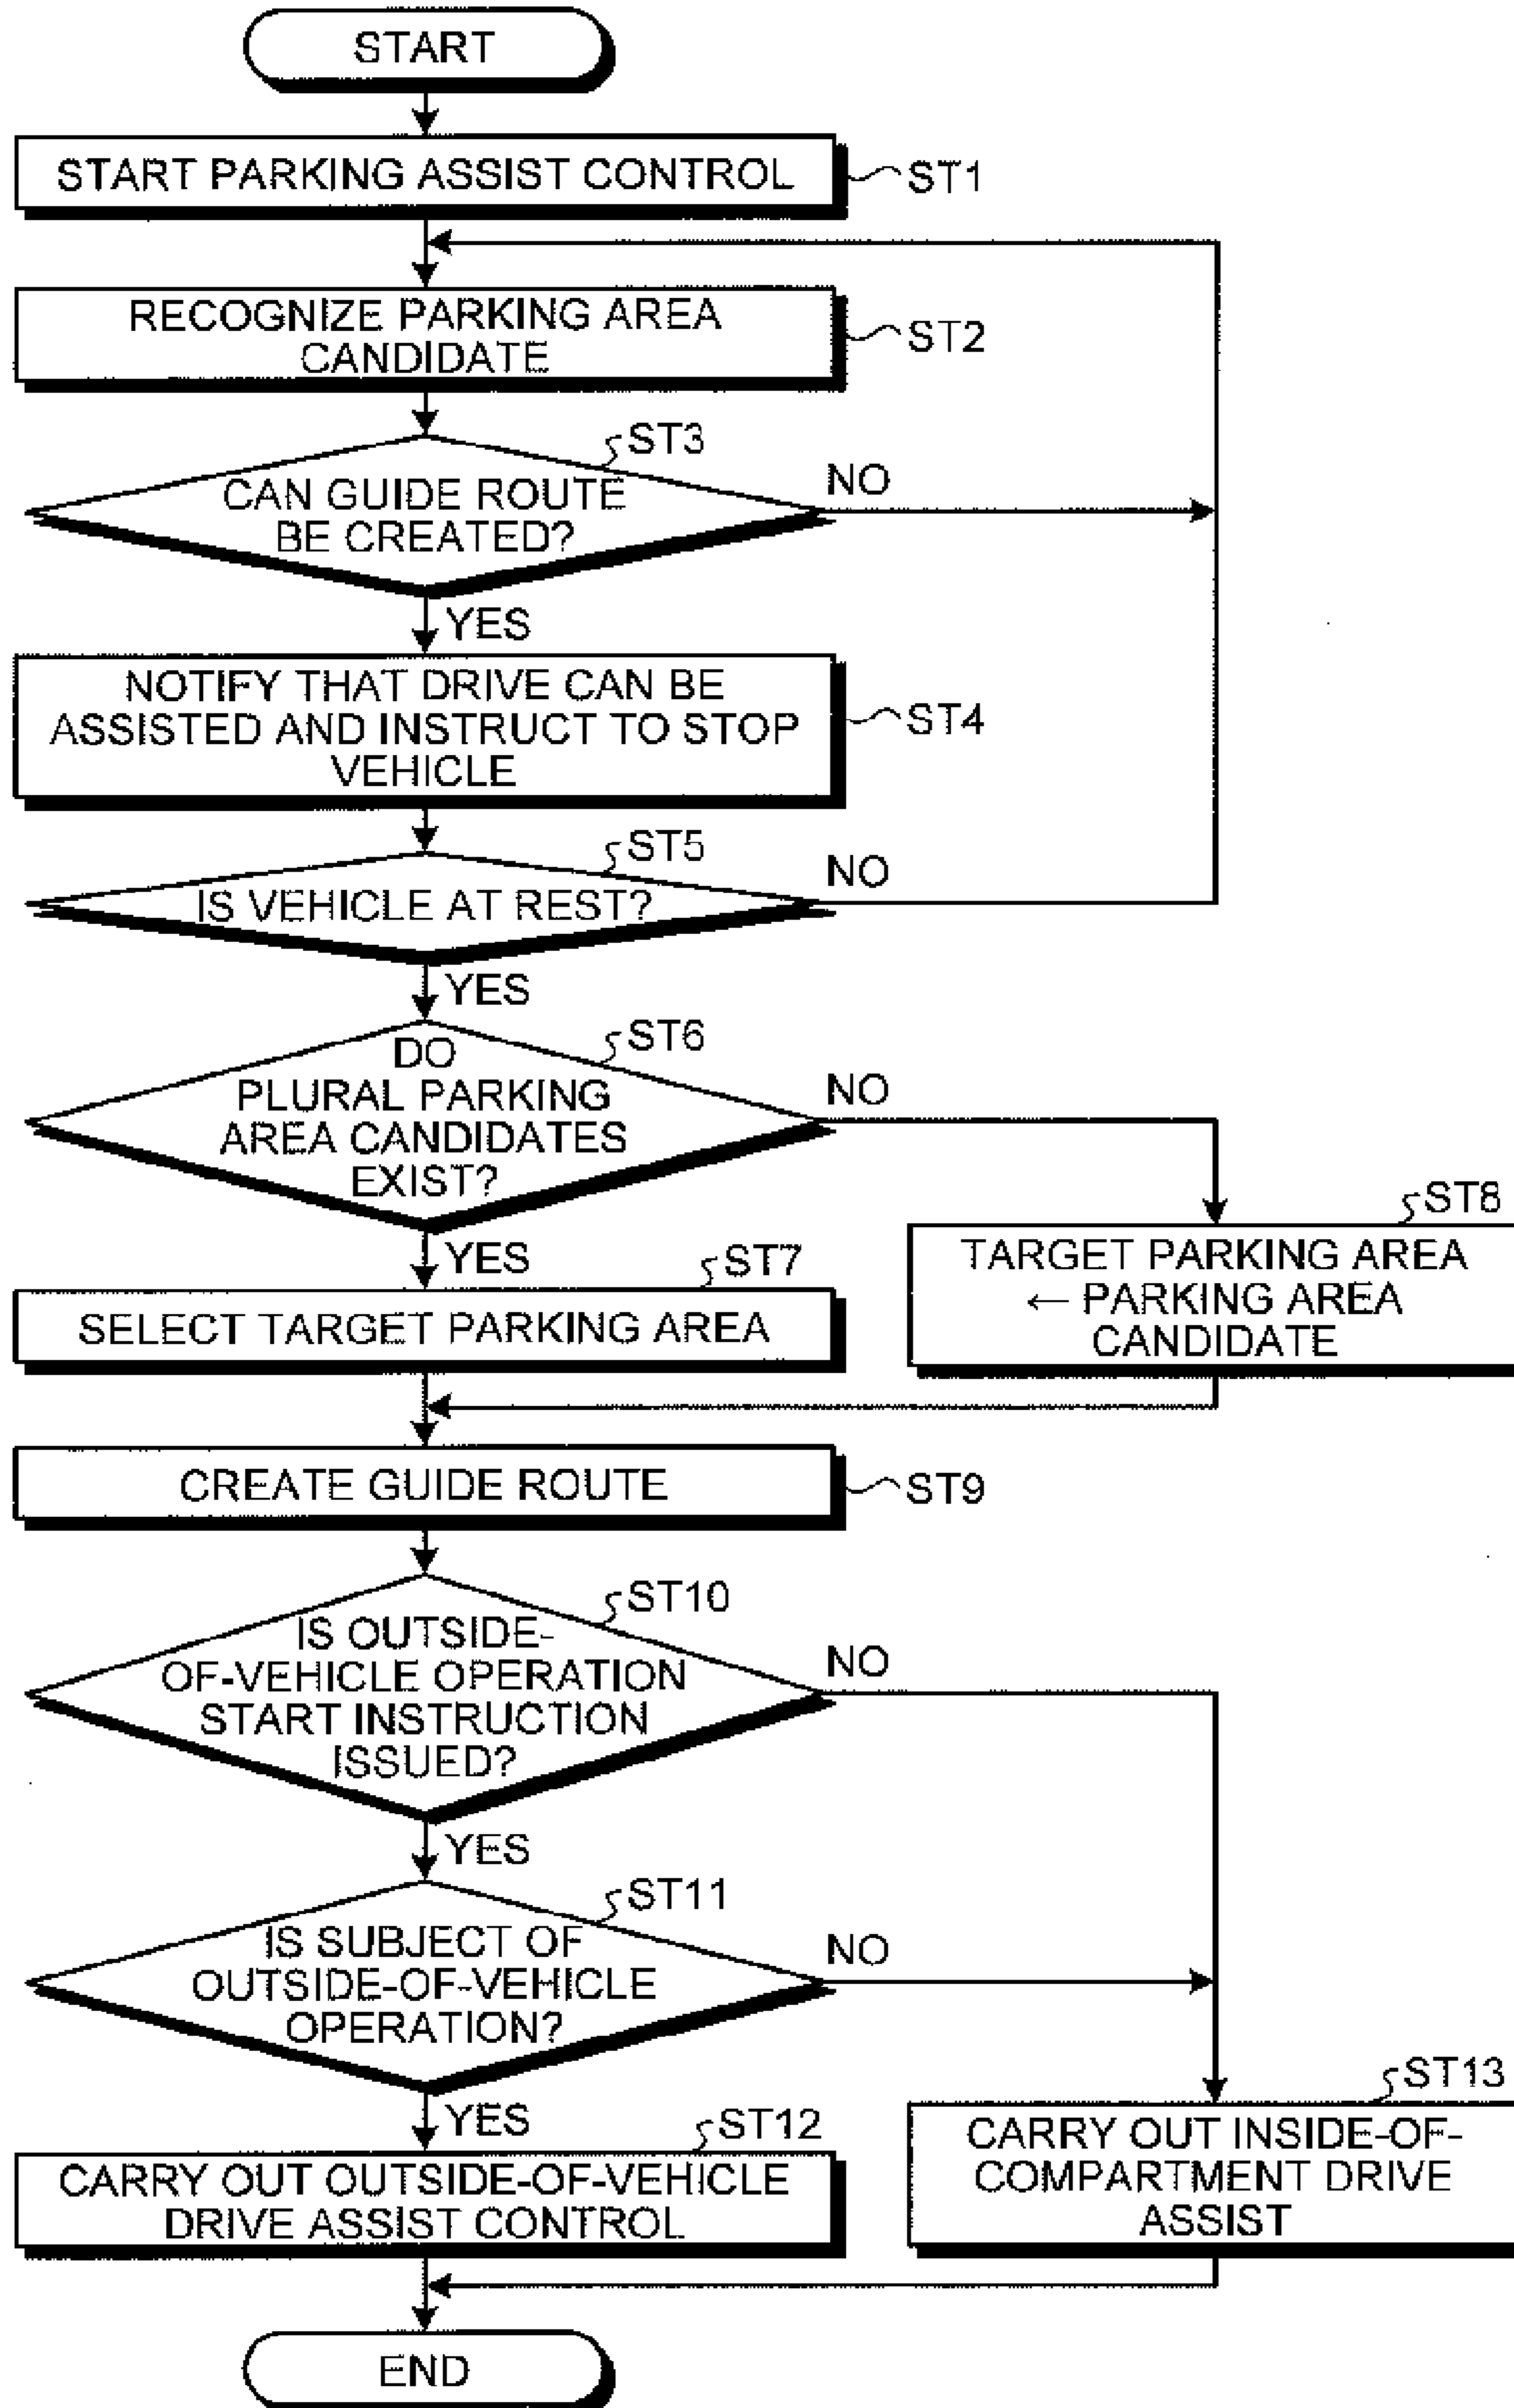 START
START PARKING ASSIST CONTROL
ST1
RECOGNIZE PARKING AREA
CANDIDATE
ST2
ST3
CAN GUIDE ROUTE
BE CREATED?
NO
YES
NOTIFY THAT DRIVE CAN BE
ASSISTED AND INSTRUCT TO STOP
VEHICLE
ST4
ST5
IS VEHICLE AT REST?
NO
YES
ST6
DO
PLURAL PARKING
AREA CANDIDATES
EXIST?
NO
YES
ST7
SELECT TARGET PARKING AREA
ST8
TARGET PARKING AREA
← PARKING AREA
CANDIDATE
CREATE GUIDE ROUTE
ST9
ST10
IS OUTSIDE-
OF-VEHICLE OPERATION
START INSTRUCTION
ISSUED?
NO
YES
ST11
IS SUBJECT OF
OUTSIDE-OF-VEHICLE
OPERATION?
NO
YES
ST12
CARRY OUT OUTSIDE-OF-VEHICLE
DRIVE ASSIST CONTROL
ST13
CARRY OUT INSIDE-OF-
COMPARTMENT DRIVE
ASSIST
END